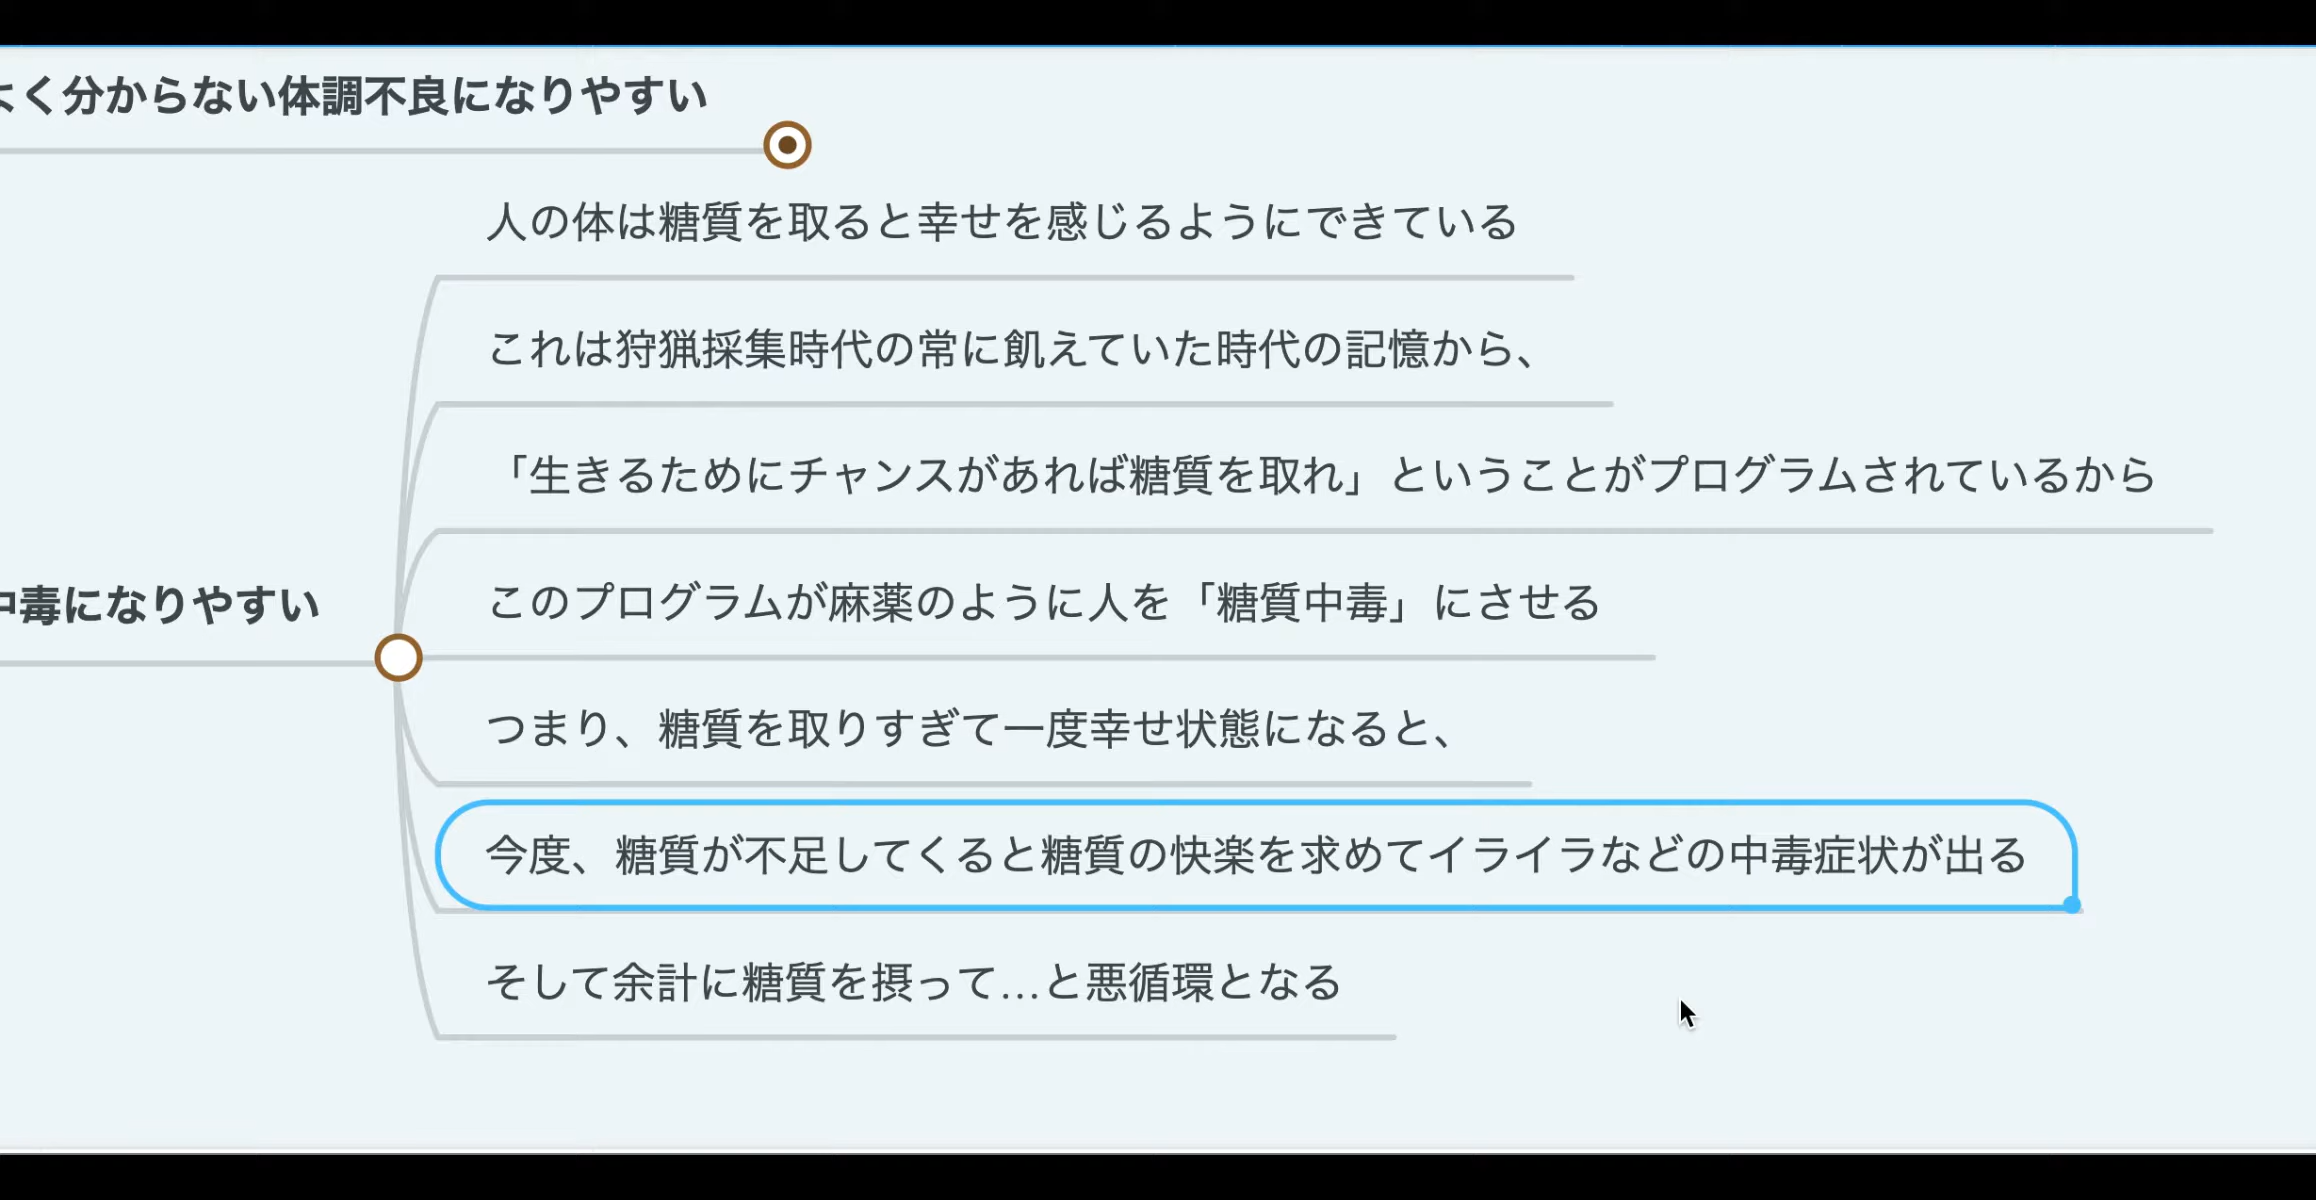 よく分からない体調不良になりやすい
人の体は糖質を取ると幸せを感じるようにできている
これは狩猟採集時代の常に飢えていた時代の記憶から、
「生きるためにチャンスがあれば糖質を取れ」ということがプログラムされているから
中毒になりやすい
このプログラムが麻薬のように人を「糖質中毒」にさせる
つまり、糖質を取りすぎて一度幸せ状態になると、
今度、糖質が不足してくると糖質の快楽を求めてイライラなどの中毒症状が出る
そして余計に糖質を摂って…と悪循環となる